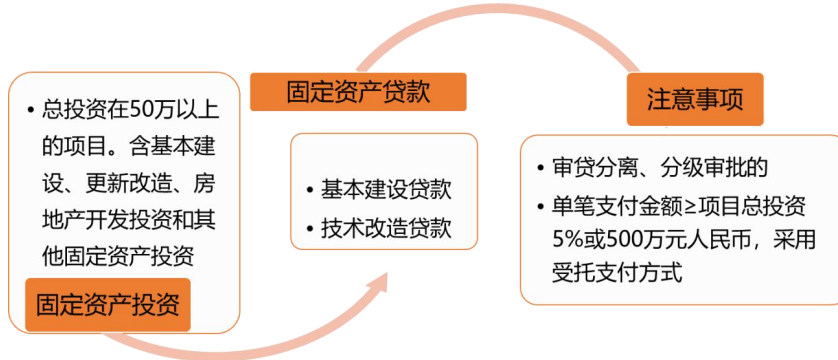 • 总投资在50万以上
的项目。含基本建
设、更新改造、房
地产开发投资和其
他固定资产投资
固定资产投资
固定资产贷款
• 基本建设贷款
• 技术改造贷款
注意事项
• 审贷分离、分级审批的
• 单笔支付金额≥项目总投资
5%或500万元人民币，采用
受托支付方式